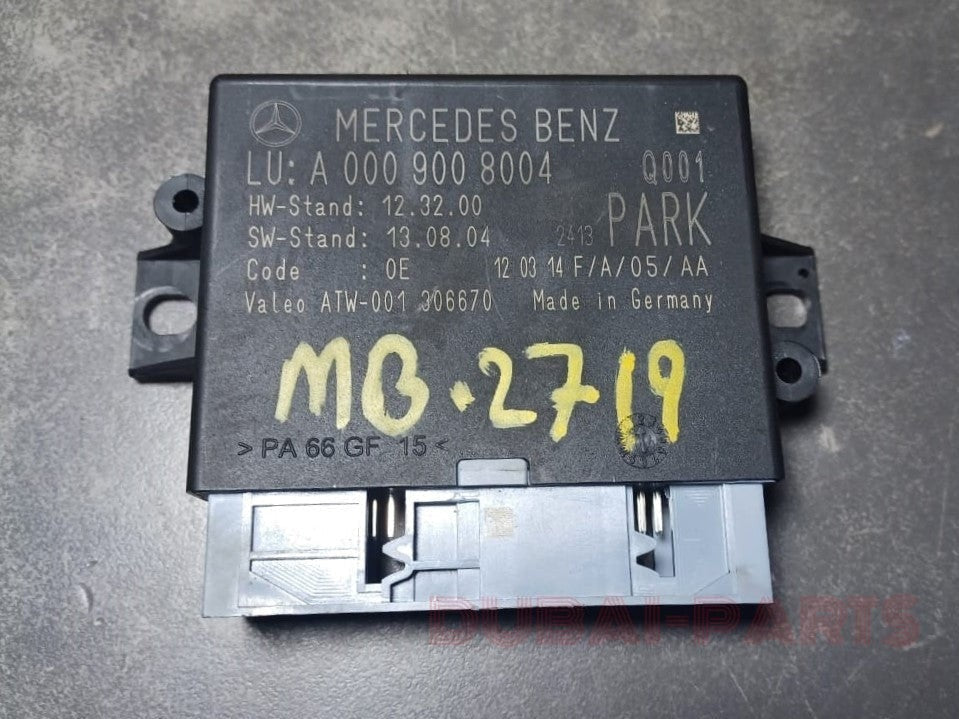 MERCEDES BENZ
LU: A 000 900 8004 Q001
HW-Stand: 12.32.00
SW-Stand: 13.08.04 2413 PARK
Code : 0E 12 03 14 F/A/05/AA
Valeo ATW-001 306670 Made in Germany
MB.2719
>PA 66 GF 15<
DUBAI-PARTS